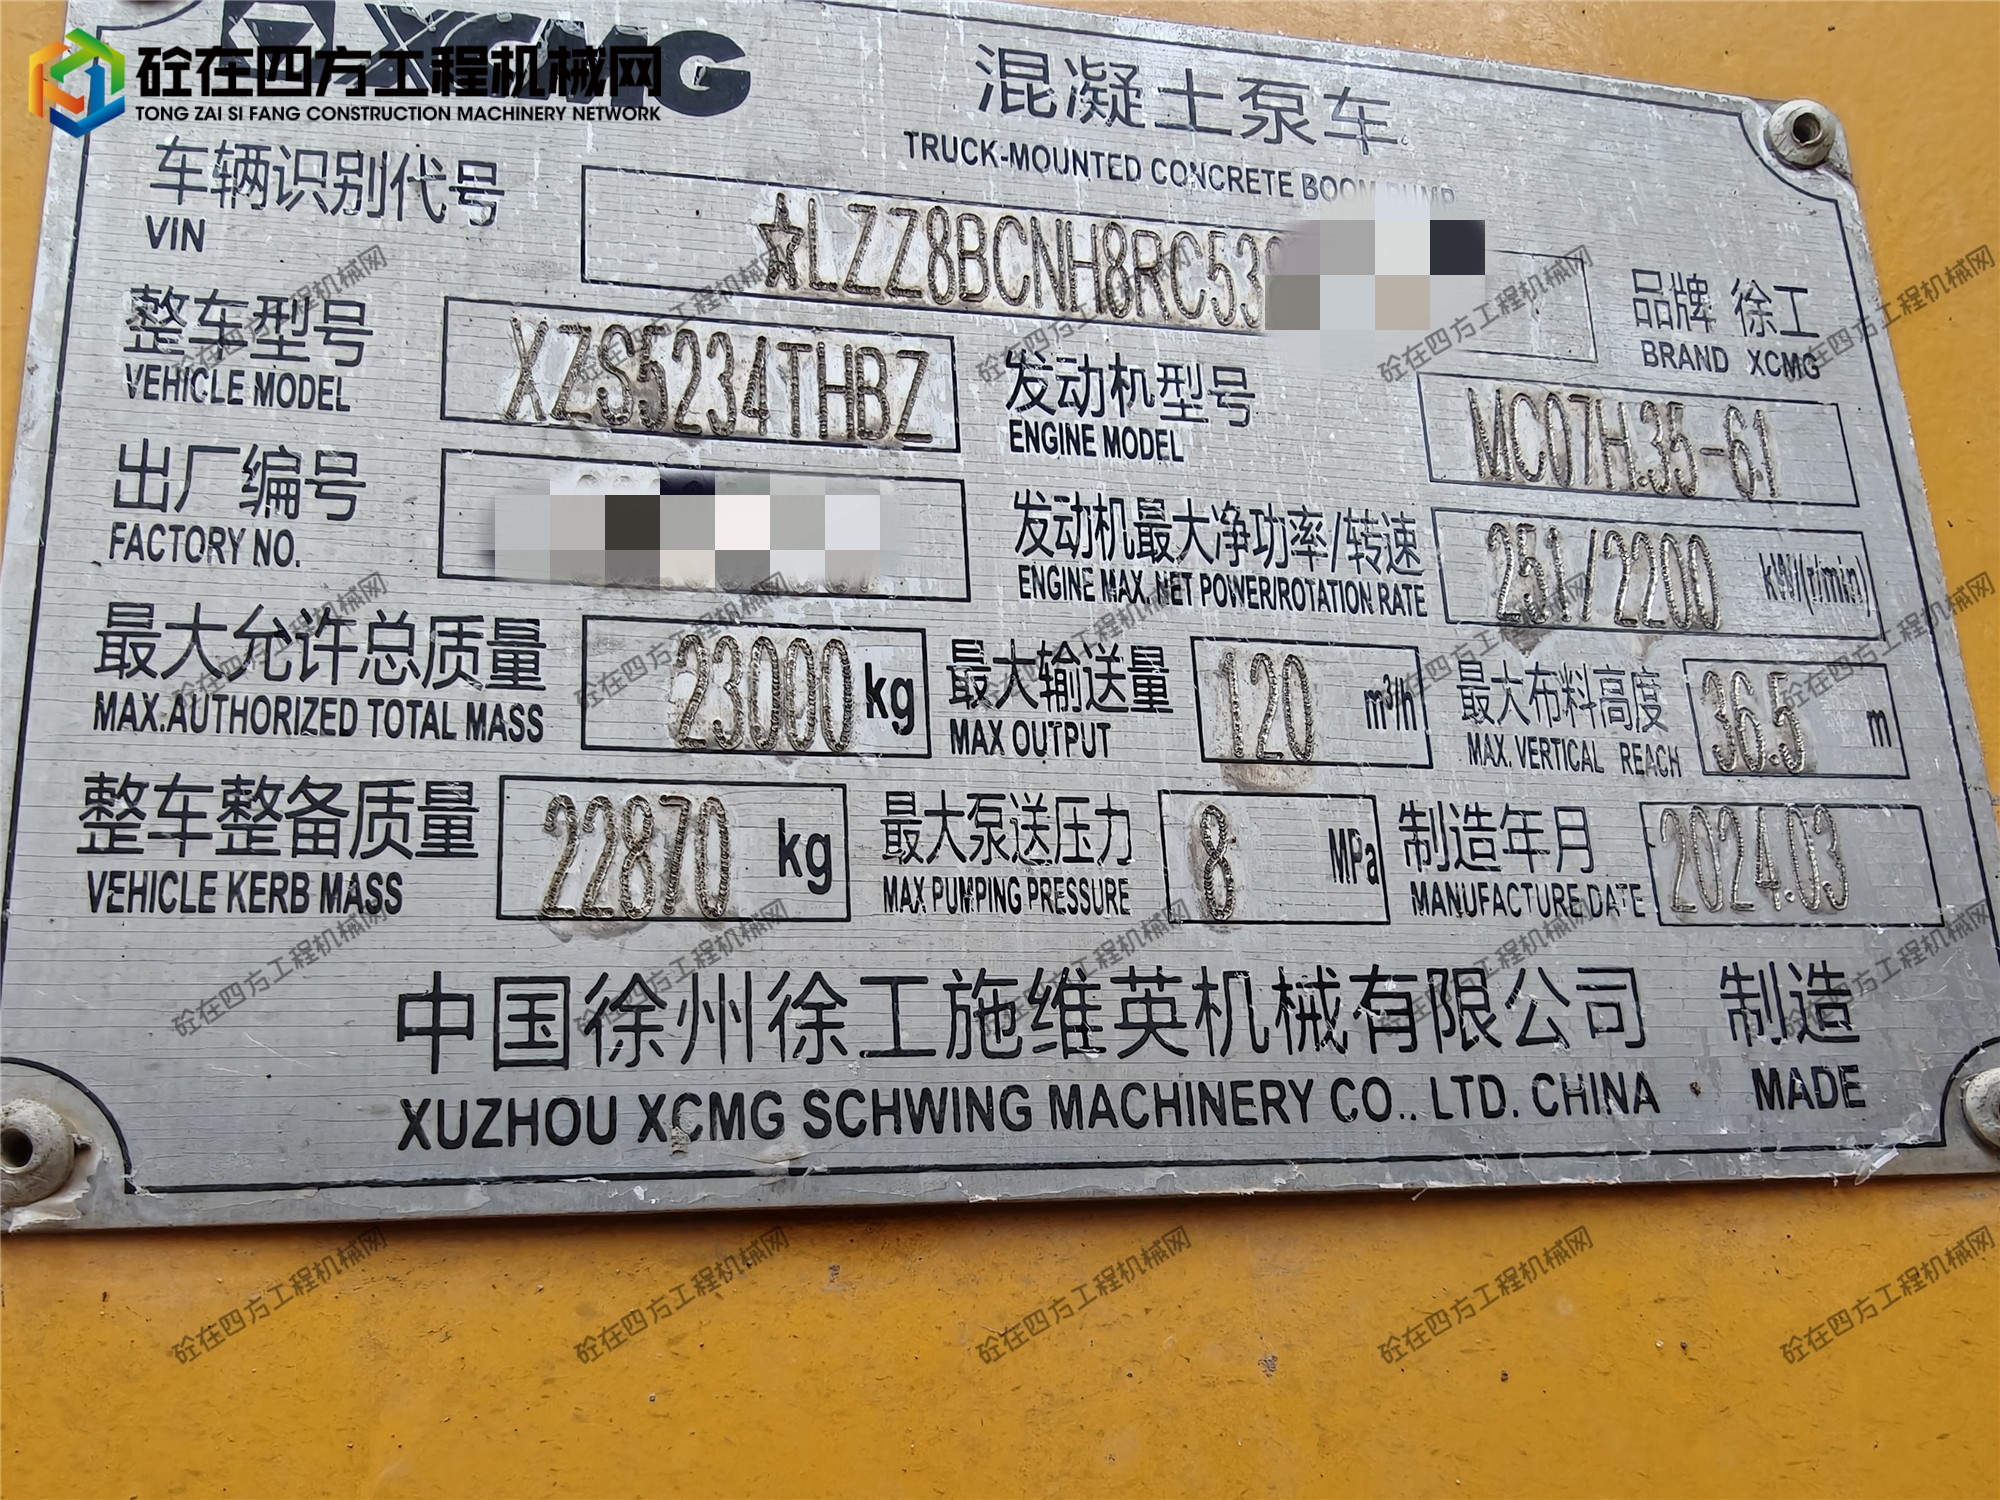 砼在四方工程机械网
TONG ZAI SI FANG CONSTRUCTION MACHINERY NETWORK
XCMG
混凝土泵车
TRUCK-MOUNTED CONCRETE BOOM PUMP
车辆识别代号
VIN
★LZZ8BCNH8RC53
品牌 徐工
BRAND XCMG
整车型号
VEHICLE MODEL
XZS5234THBZ
发动机型号
ENGINE MODEL
MC07H.35-61
出厂编号
FACTORY NO.
发动机最大净功率/转速
ENGINE MAX. NET POWER/ROTATION RATE
251/2200 kW/(r/min)
最大允许总质量
MAX.AUTHORIZED TOTAL MASS
23000 kg
最大输送量
MAX OUTPUT
120 m³/h
最大布料高度
MAX. VERTICAL REACH
36.5 m
整车整备质量
VEHICLE KERB MASS
22870 kg
最大泵送压力
MAX PUMPING PRESSURE
8 MPa
制造年月
MANUFACTURE DATE
2024.03
中国徐州徐工施维英机械有限公司 制造
XUZHOU XCMG SCHWING MACHINERY CO., LTD. CHINA MADE